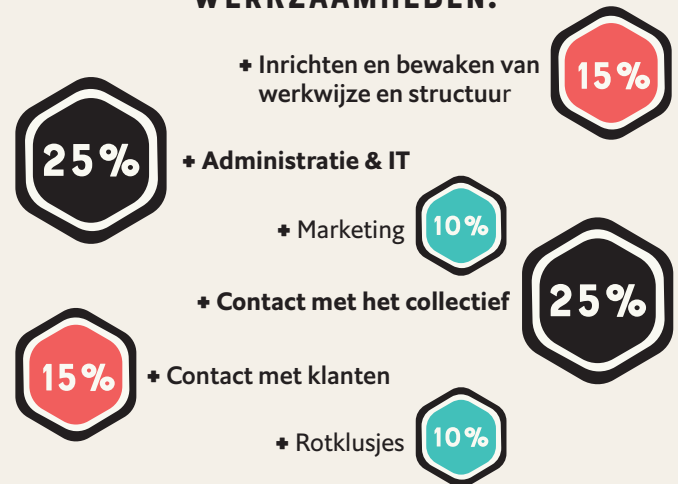 WERKZAAMHEDEN:
+ Inrichten en bewaken van
werkwijze en structuur
15%
25%
+ Administratie & IT
+ Marketing
10%
+ Contact met het collectief
25%
15%
+ Contact met klanten
+ Rotklusjes
10%